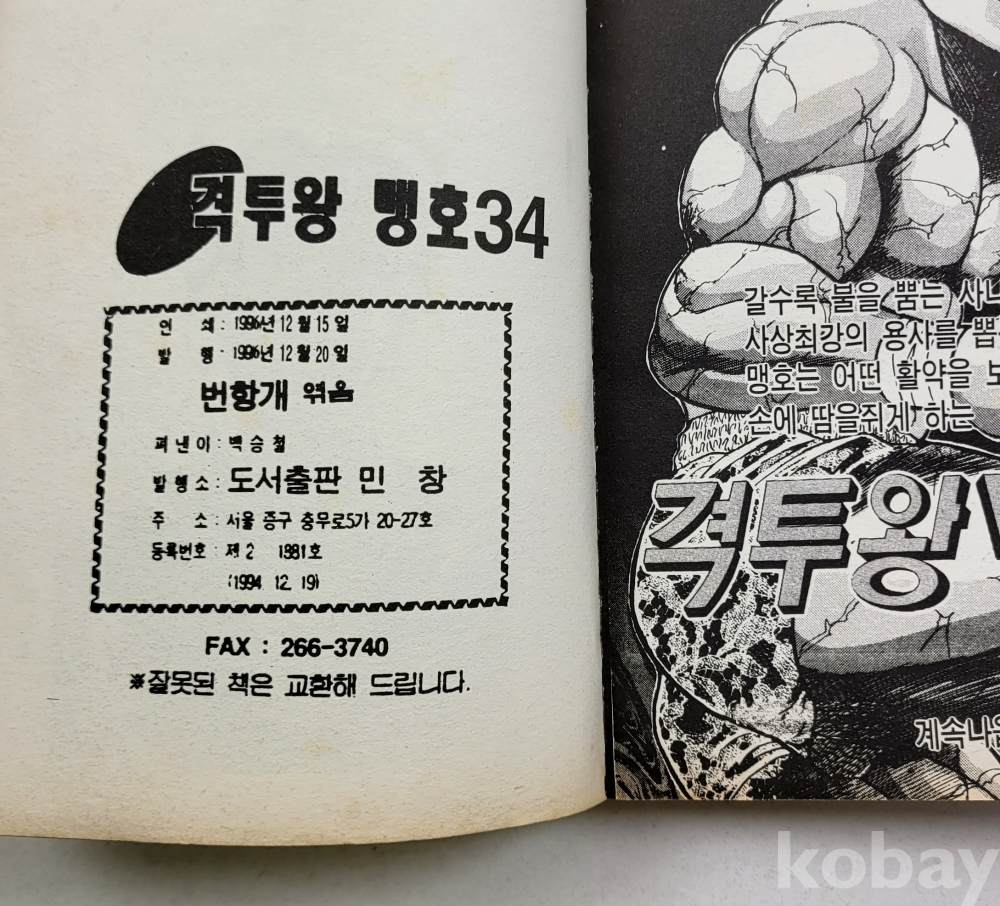 격투왕 맹호34
인 쇄 : 1996년 12월 15일
발 행 · 1996년 12월 20일
번항개 엮음
펴낸이 : 백승철
발행소 : 도서출판 민 창
주 소 : 서울 중구 충무로5가 20-27호
등록번호 : 제2 1981호
(1994. 12. 19)
FAX : 266-3740
※잘못된 책은 교환해 드립니다.
갈수록 불을 뿜는
사상최강의 용사를
맹호는 어떤 활약을
손에 땀을쥐게 하는
격투왕
kobay